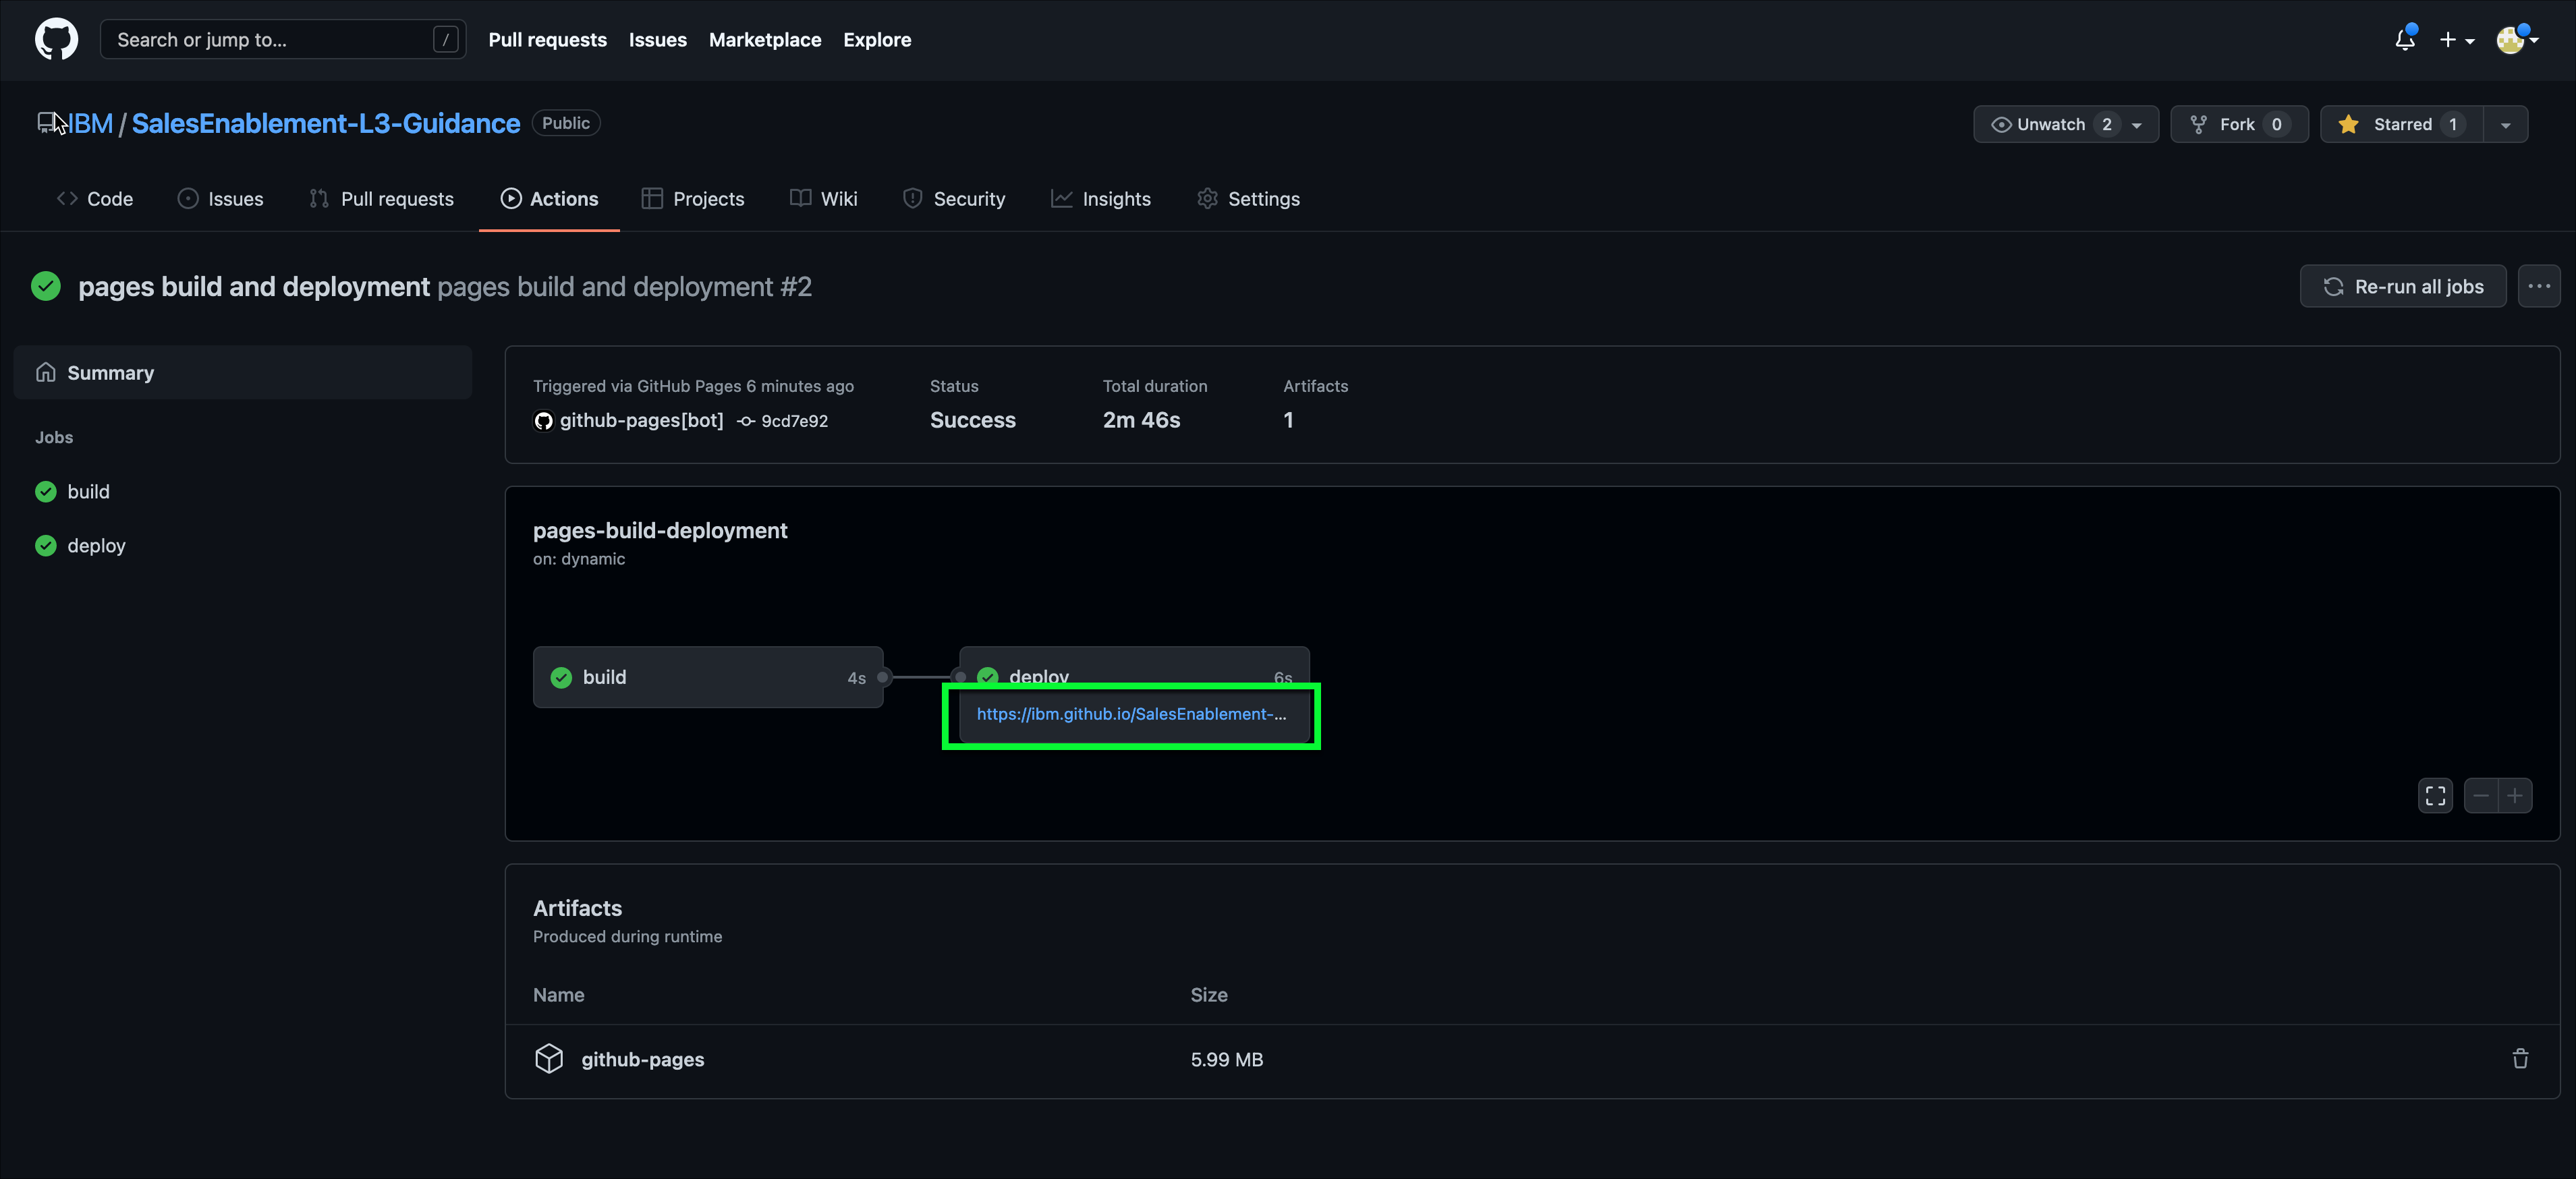 Search or jump to... /
Pull requests Issues Marketplace Explore
IBM / SalesEnablement-L3-Guidance Public
Unwatch 2 Fork 0 Starred 1
Code Issues Pull requests Actions Projects Wiki Security Insights Settings
pages build and deployment pages build and deployment #2
Re-run all jobs
Summary
Jobs
build
deploy
Triggered via GitHub Pages 6 minutes ago
github-pages[bot] 9cd7e92
Status
Success
Total duration
2m 46s
Artifacts
1
pages-build-deployment
on: dynamic
build 4s
deploy 6s
https://ibm.github.io/SalesEnablement-...
Artifacts
Produced during runtime
Name Size
github-pages 5.99 MB